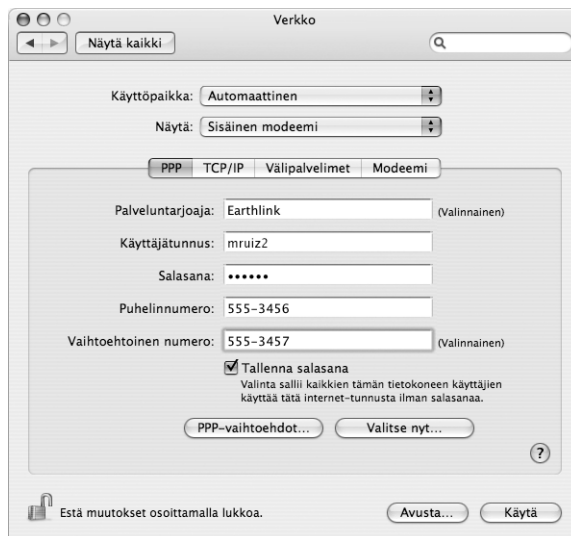 Verkko
Näytä kaikki
Käyttöpaikka: Automaattinen
Näytä: Sisäinen modeemi
PPP TCP/IP Välipalvelimet Modeemi
Palveluntarjoaja: Earthlink (Valinnainen)
Käyttäjätunnus: mruiz2
Salasana: ••••••
Puhelinnumero: 555-3456
Vaihtoehtoinen numero: 555-3457 (Valinnainen)
Tallenna salasana
Valinta sallii kaikkien tämän tietokoneen käyttäjien
käyttää tätä internet-tunnusta ilman salasanaa.
PPP-vaihtoehdot... Valitse nyt...
?
Estä muutokset osoittamalla lukkoa. Avusta... Käytä